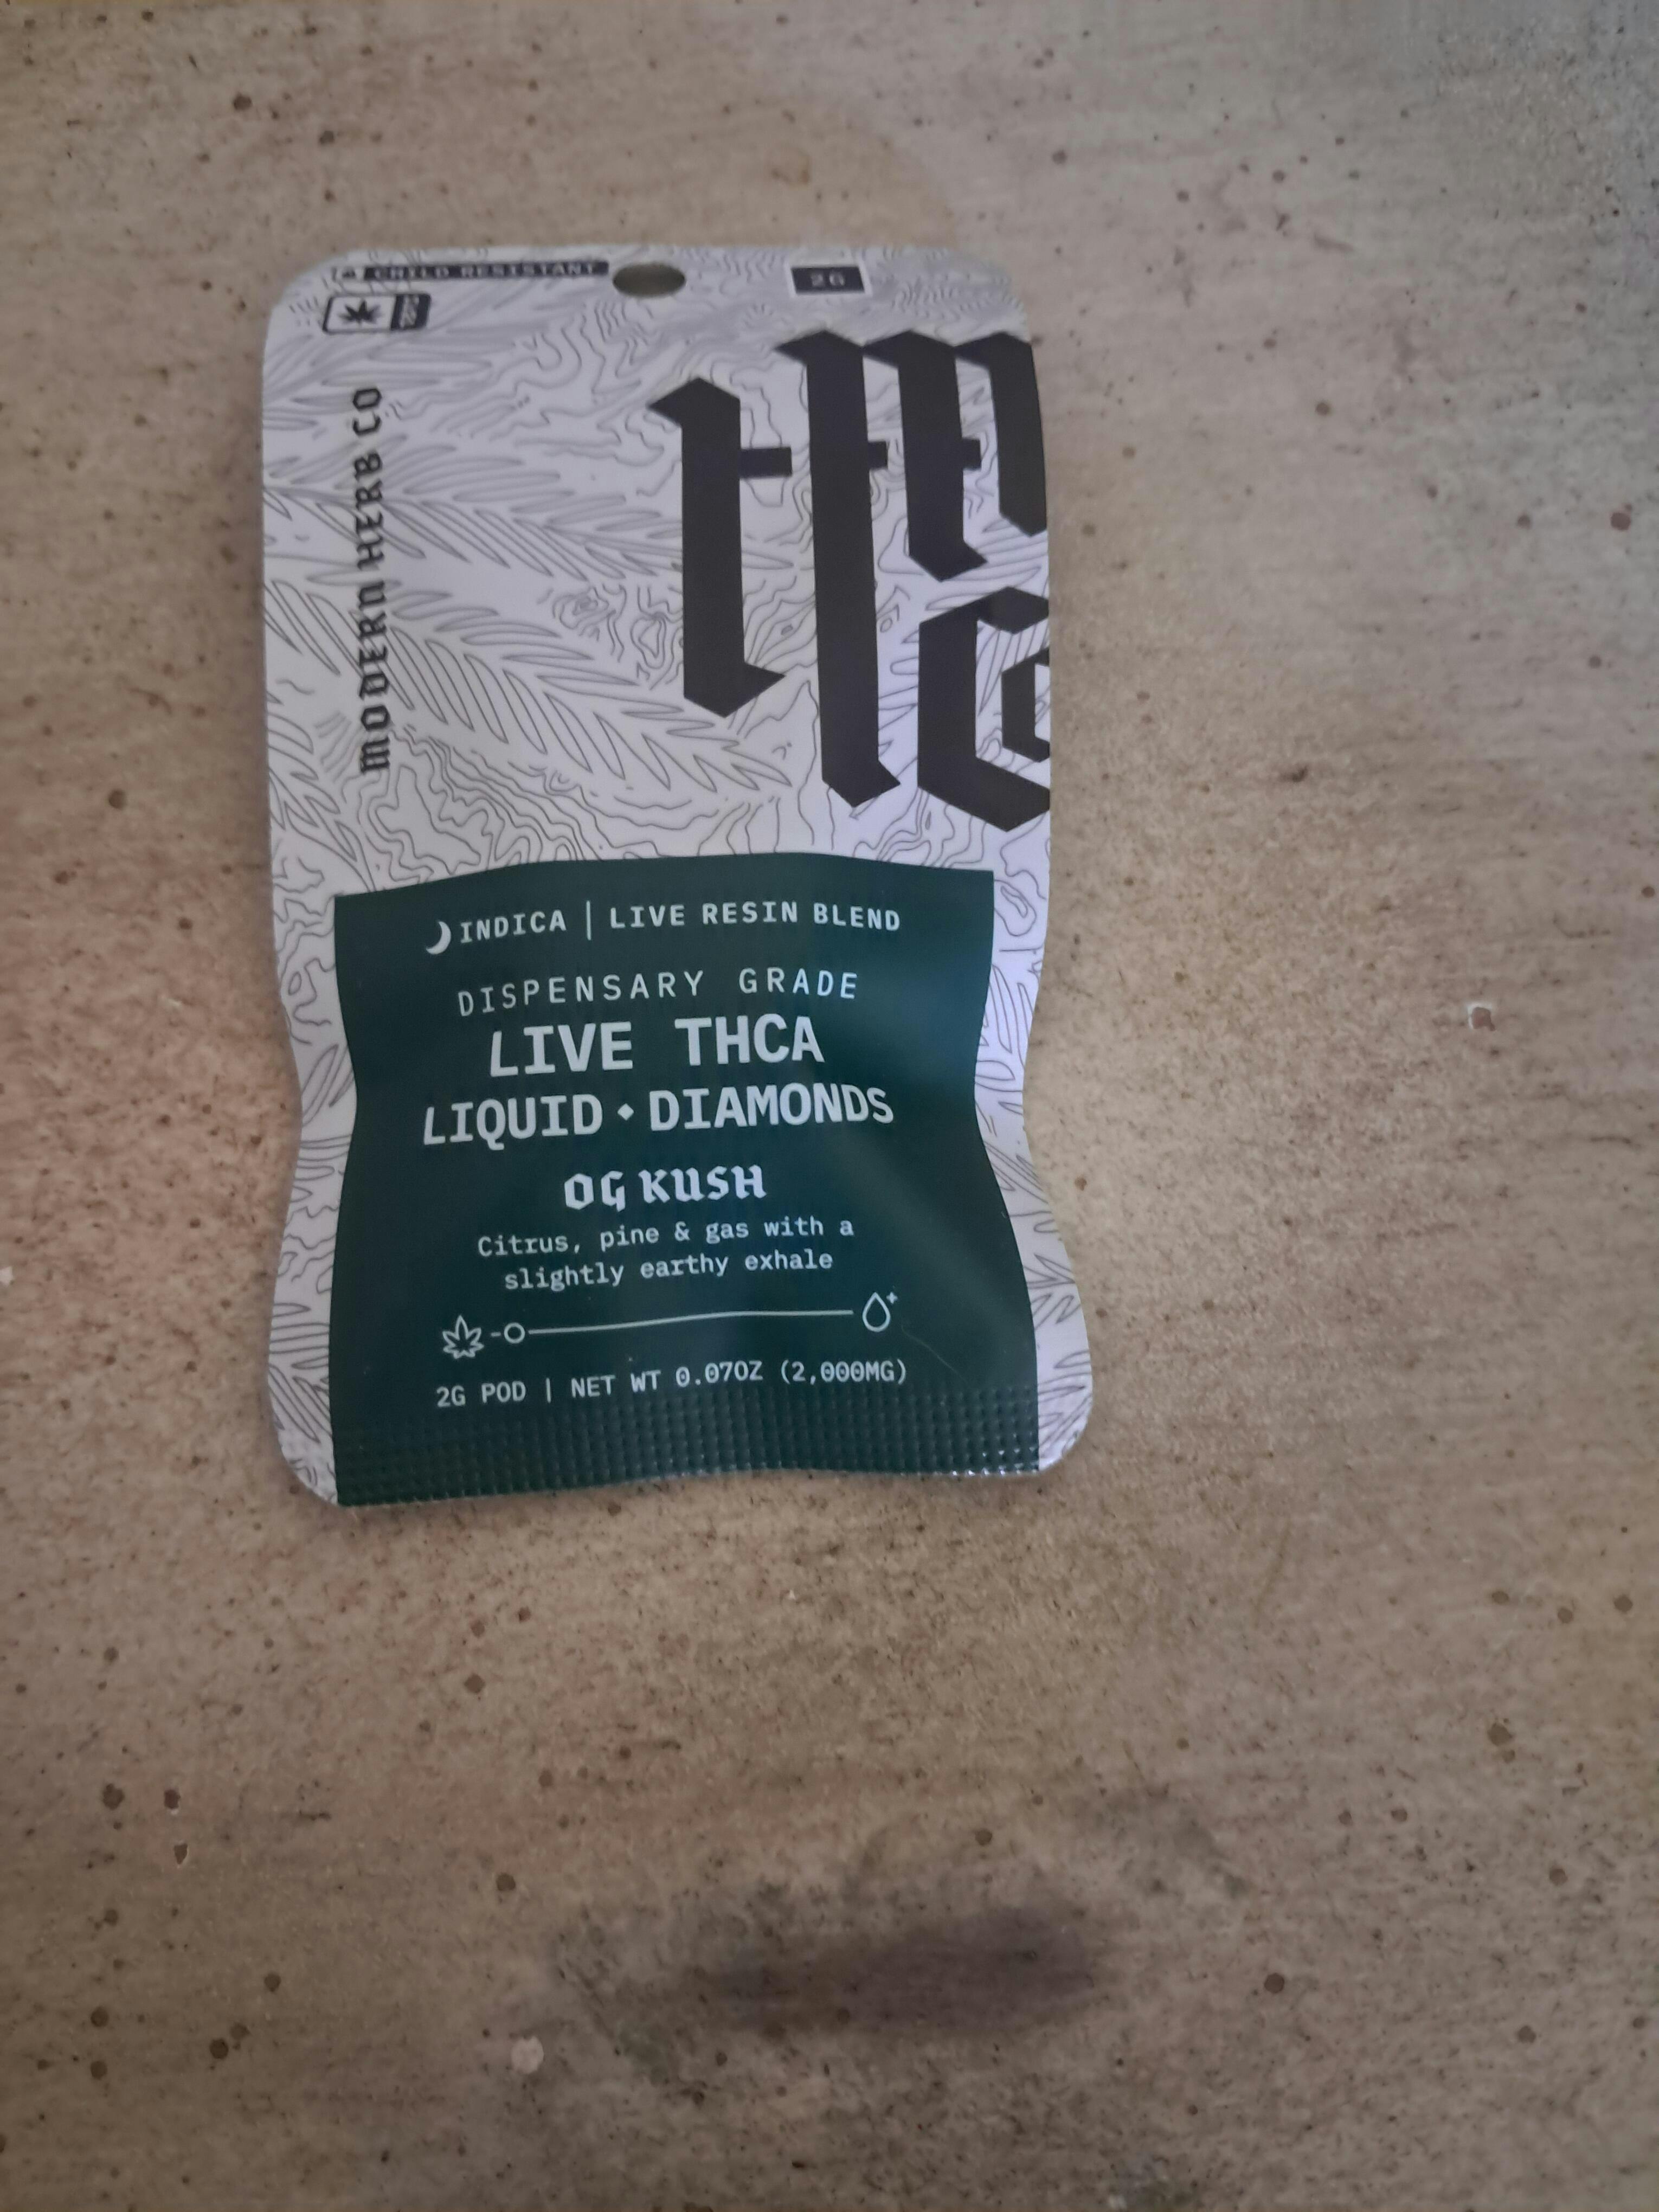 CHILD RESISTANT
2G
MODERN HERB CO
INDICA | LIVE RESIN BLEND
DISPENSARY GRADE
LIVE THCA
LIQUID ◆ DIAMONDS
OG KUSH
Citrus, pine & gas with a
slightly earthy exhale
2G POD | NET WT 0.07OZ (2,000MG)